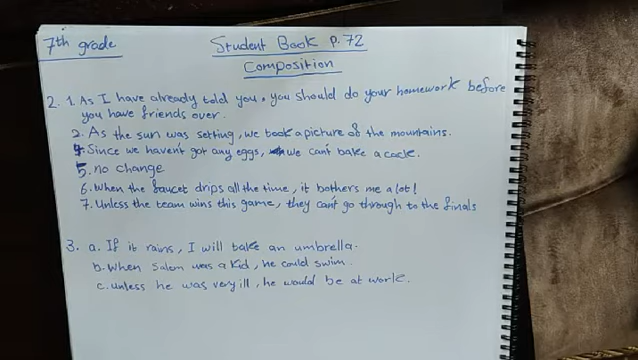 7th grade
Student Book P.72
Composition
2. 1. As I have already told you, you should do your homework before
you have friends over.
2. As the sun was setting, we took a picture of the mountains.
4. Since we haven't got any eggs, we can't bake a cacke.
5. no change
6. When the faucet drips all the time, it bothers me a lot!
7. Unless the team wins this game, they can't go through to the finals
3. a. If it rains, I will take an umbrella.
b. When Salem was a kid, he could swim.
c. unless he was very ill, he would be at work.